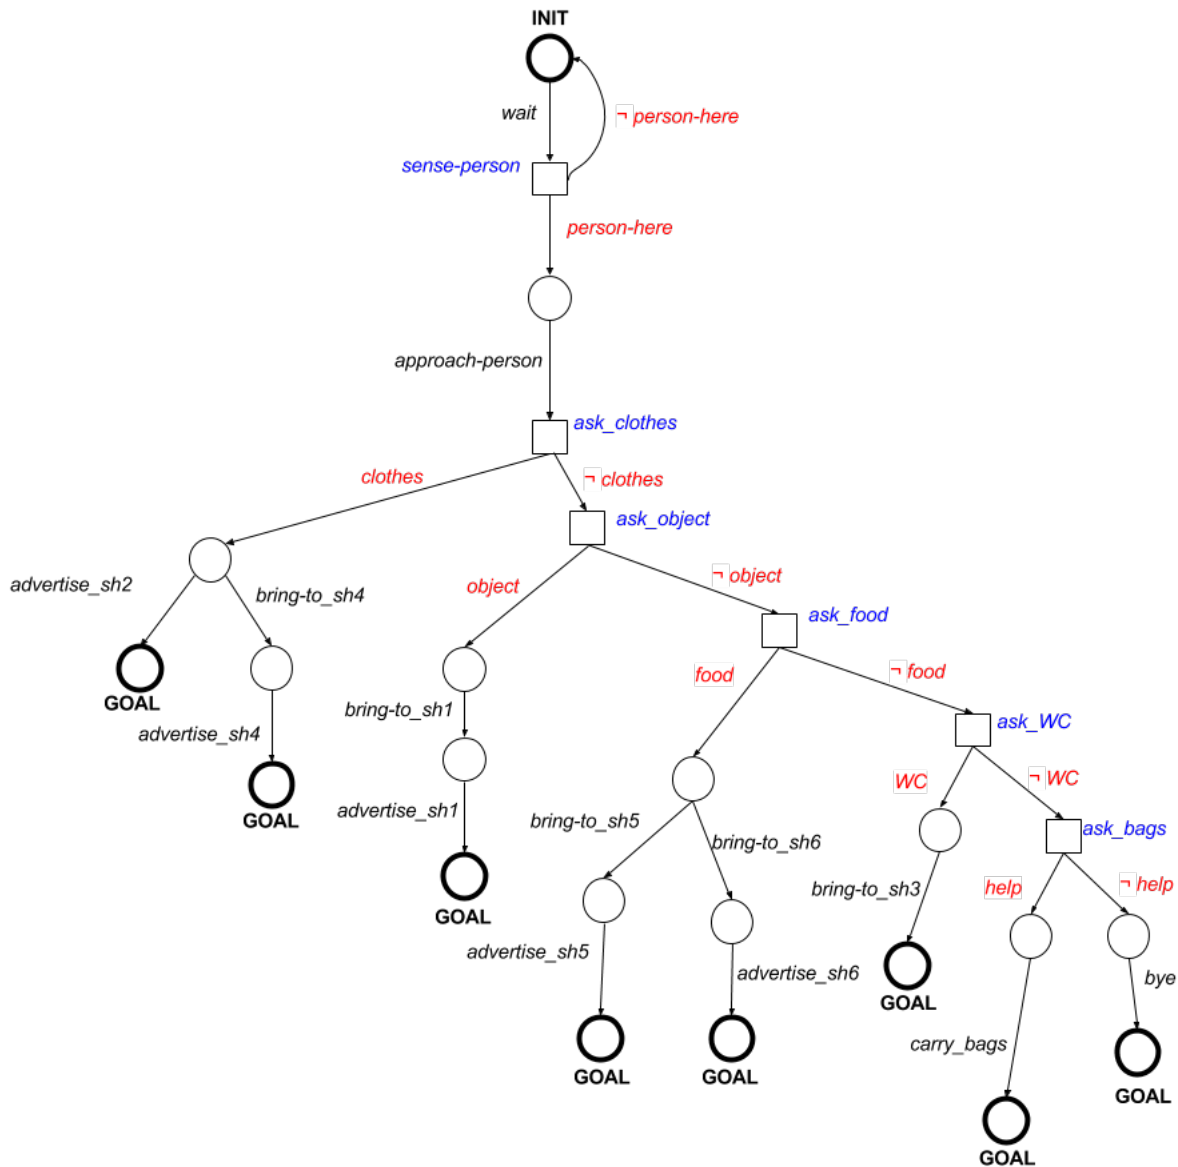 INIT
wait
¬ person-here
sense-person
person-here
approach-person
ask_clothes
clothes
¬ clothes
ask_object
advertise_sh2
bring-to_sh4
object
¬ object
ask_food
GOAL
advertise_sh4
bring-to_sh1
food
¬ food
ask_WC
GOAL
advertise_sh1
bring-to_sh5
bring-to_sh6
WC
¬ WC
ask_bags
GOAL
bring-to_sh3
help
¬ help
advertise_sh5
advertise_sh6
GOAL
bye
carry_bags
GOAL
GOAL
GOAL
GOAL